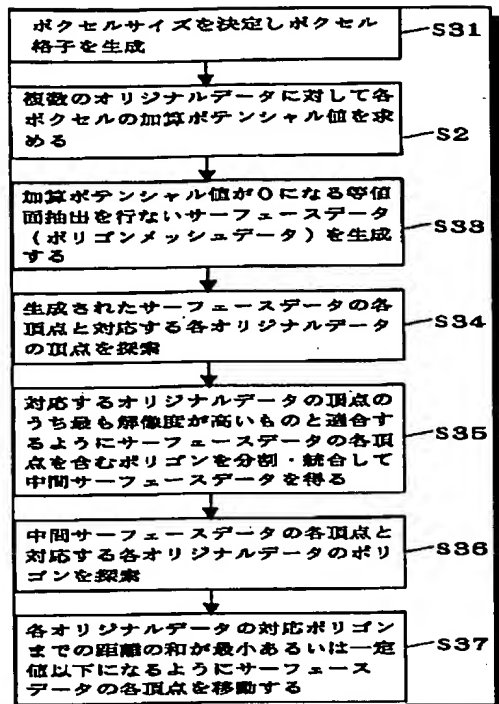 ボクセルサイズを決定しボクセル
格子を生成
S31
複数のオリジナルデータに対して各
ボクセルの加算ポテンシャル値を求
める
S2
加算ポテンシャル値が0になる等値
面抽出を行ないサーフェースデータ
(ポリゴンメッシュデータ)を生成
する
S33
生成されたサーフェースデータの各
頂点と対応する各オリジナルデータ
の頂点を探索
S34
対応するオリジナルデータの頂点の
うち最も解像度が高いものと適合す
るようにサーフェースデータの各頂
点を含むポリゴンを分割・統合して
中間サーフェースデータを得る
S35
中間サーフェースデータの各頂点と
対応する各オリジナルデータのポリ
ゴンを探索
S36
各オリジナルデータの対応ポリゴン
までの距離の和が最小あるいは一定
値以下になるようにサーフェース
データの各頂点を移動する
S37